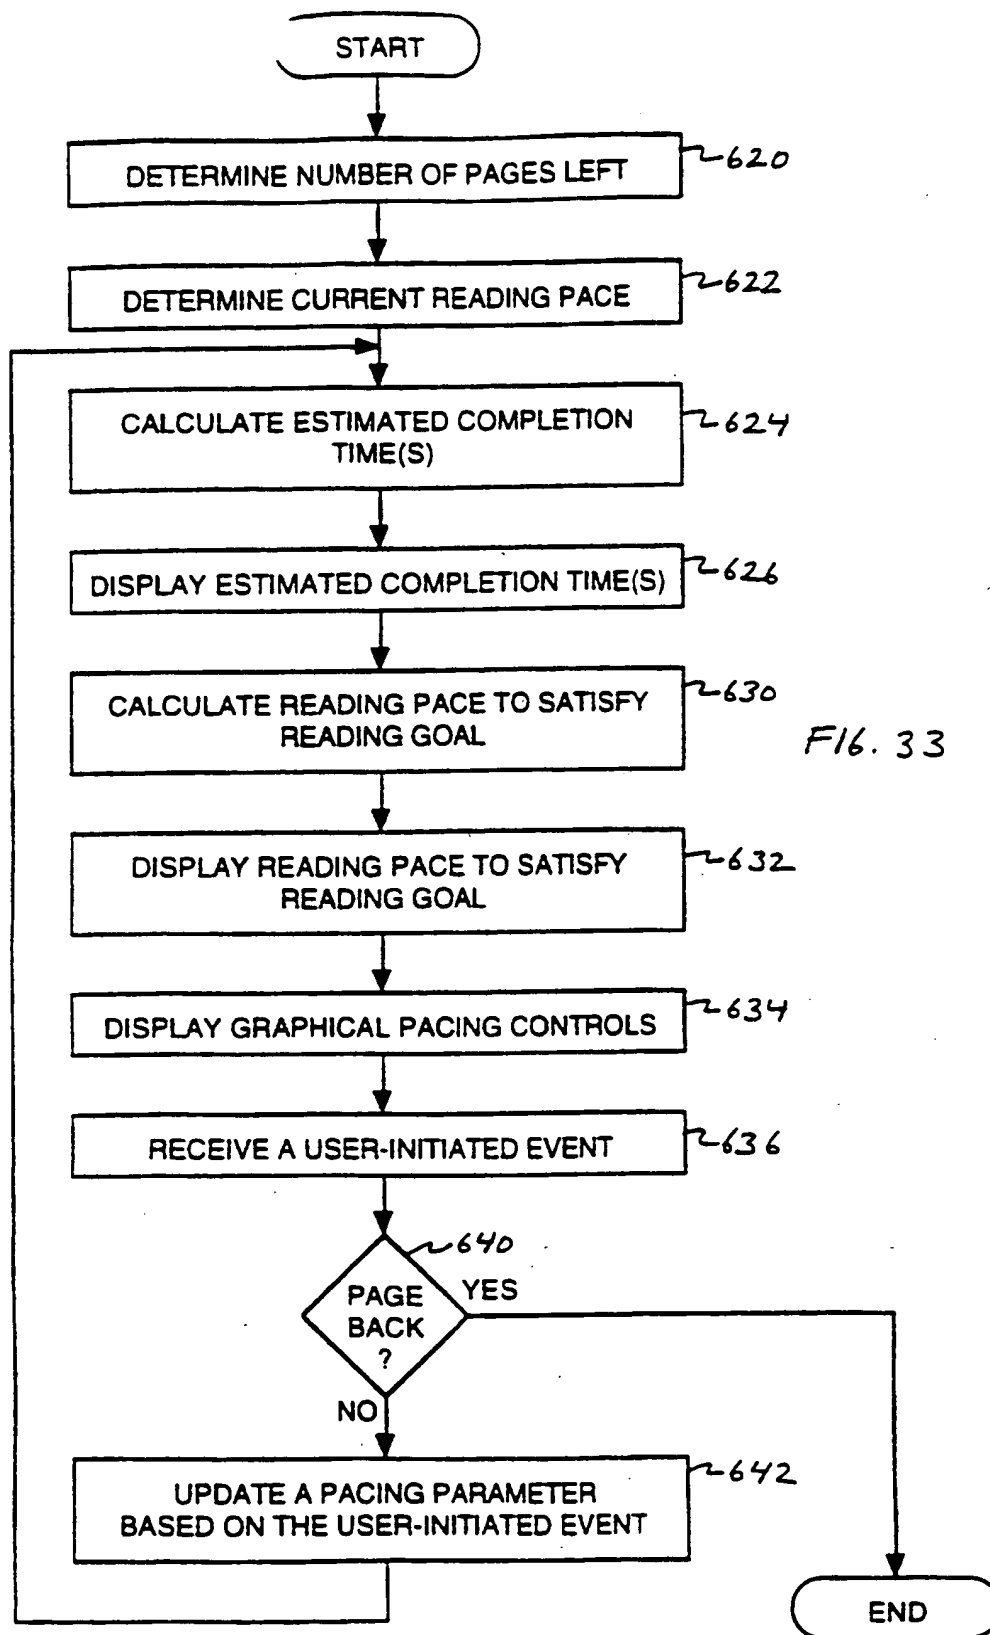 START
DETERMINE NUMBER OF PAGES LEFT
620
DETERMINE CURRENT READING PACE
622
CALCULATE ESTIMATED COMPLETION
TIME(S)
624
DISPLAY ESTIMATED COMPLETION TIME(S)
626
CALCULATE READING PACE TO SATISFY
READING GOAL
630
FIG. 33
DISPLAY READING PACE TO SATISFY
READING GOAL
632
DISPLAY GRAPHICAL PACING CONTROLS
634
RECEIVE A USER-INITIATED EVENT
636
640
PAGE
BACK
?
YES
NO
UPDATE A PACING PARAMETER
BASED ON THE USER-INITIATED EVENT
642
END